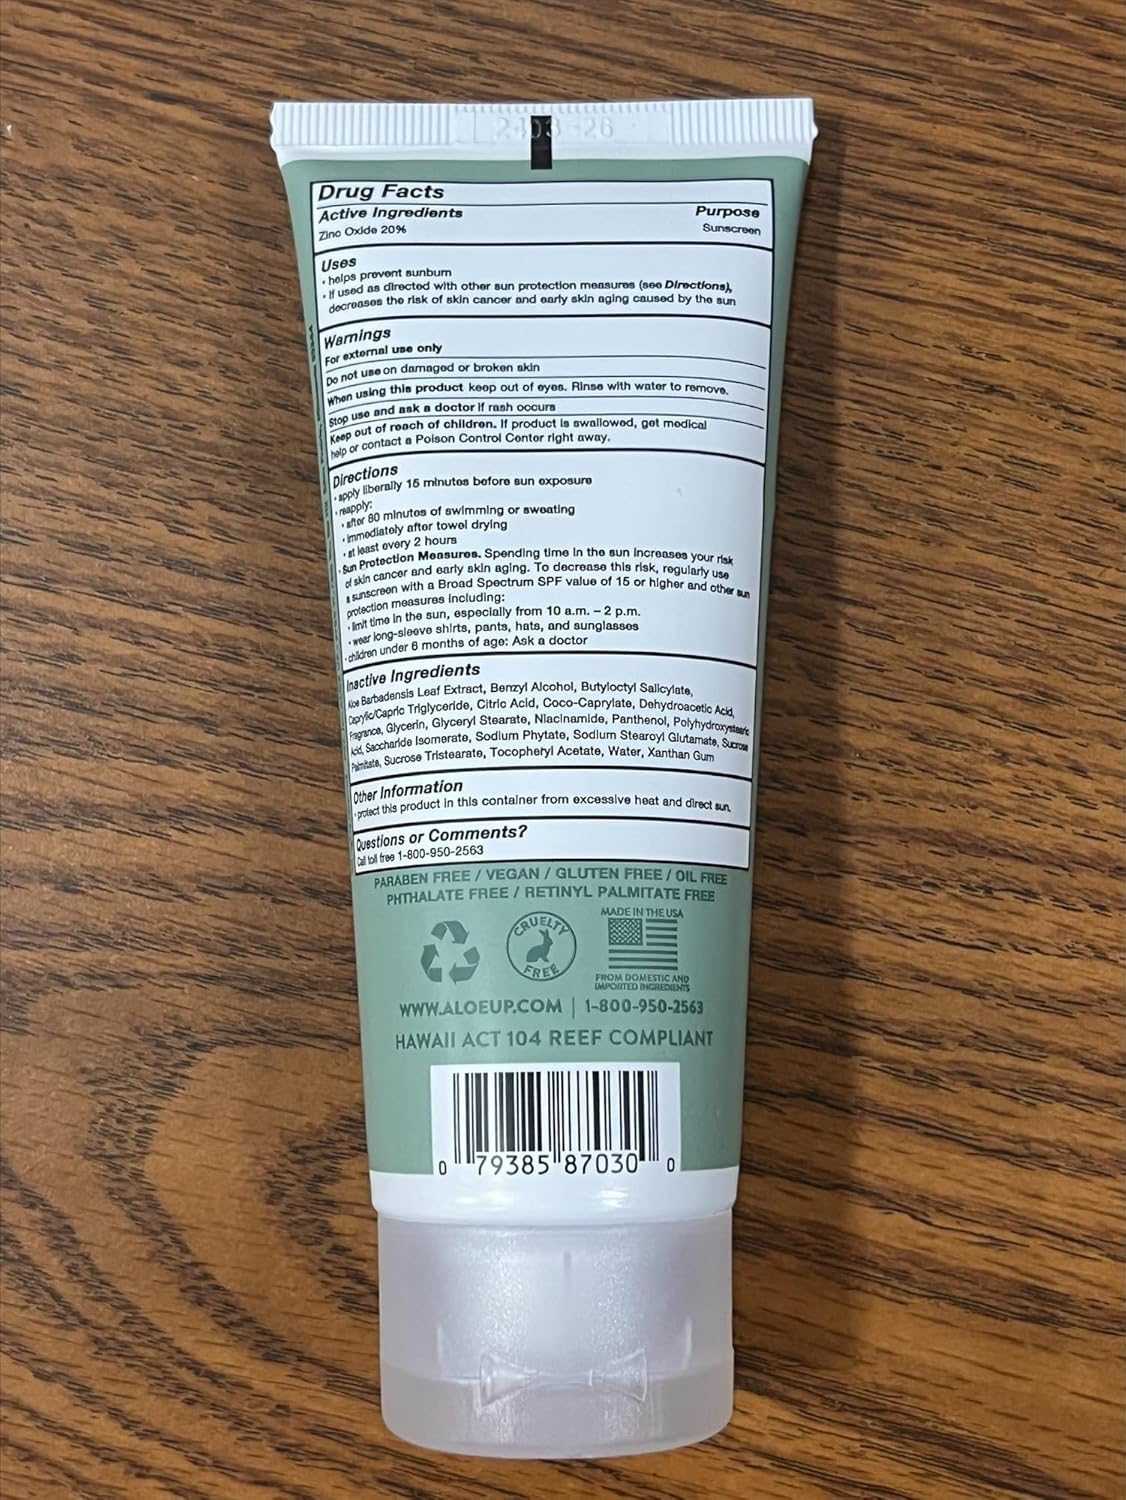 2403-26
Drug Facts
Active Ingredients Purpose
Zinc Oxide 20% Sunscreen
Uses
• helps prevent sunburn
• If used as directed with other sun protection measures (see Directions),
decreases the risk of skin cancer and early skin aging caused by the sun
Warnings
For external use only
Do not use on damaged or broken skin
When using this product keep out of eyes. Rinse with water to remove.
Stop use and ask a doctor if rash occurs
Keep out of reach of children. If product is swallowed, get medical
help or contact a Poison Control Center right away.
Directions
• apply liberally 15 minutes before sun exposure
• reapply:
• after 80 minutes of swimming or sweating
• immediately after towel drying
• at least every 2 hours
• Sun Protection Measures. Spending time in the sun increases your risk
of skin cancer and early skin aging. To decrease this risk, regularly use
a sunscreen with a Broad Spectrum SPF value of 15 or higher and other sun
protection measures including:
• limit time in the sun, especially from 10 a.m. – 2 p.m.
• wear long-sleeve shirts, pants, hats, and sunglasses
• children under 6 months of age: Ask a doctor
Inactive Ingredients
Aloe Barbadensis Leaf Extract, Benzyl Alcohol, Butyloctyl Salicylate,
Caprylic/Capric Triglyceride, Citric Acid, Coco-Caprylate, Dehydroacetic Acid,
Fragrance, Glycerin, Glyceryl Stearate, Niacinamide, Panthenol, Polyhydroxystearic
Acid, Saccharide Isomerate, Sodium Phytate, Sodium Stearoyl Glutamate, Sucrose
Palmitate, Sucrose Tristearate, Tocopheryl Acetate, Water, Xanthan Gum
Other Information
• protect this product in this container from excessive heat and direct sun.
Questions or Comments?
Call toll free 1-800-950-2563
PARABEN FREE / VEGAN / GLUTEN FREE / OIL FREE
PHTHALATE FREE / RETINYL PALMITATE FREE
CRUELTY
FREE
MADE IN THE USA
FROM DOMESTIC AND
IMPORTED INGREDIENTS
WWW.ALOEUP.COM | 1-800-950-2563
HAWAII ACT 104 REEF COMPLIANT
0 79385 87030 0